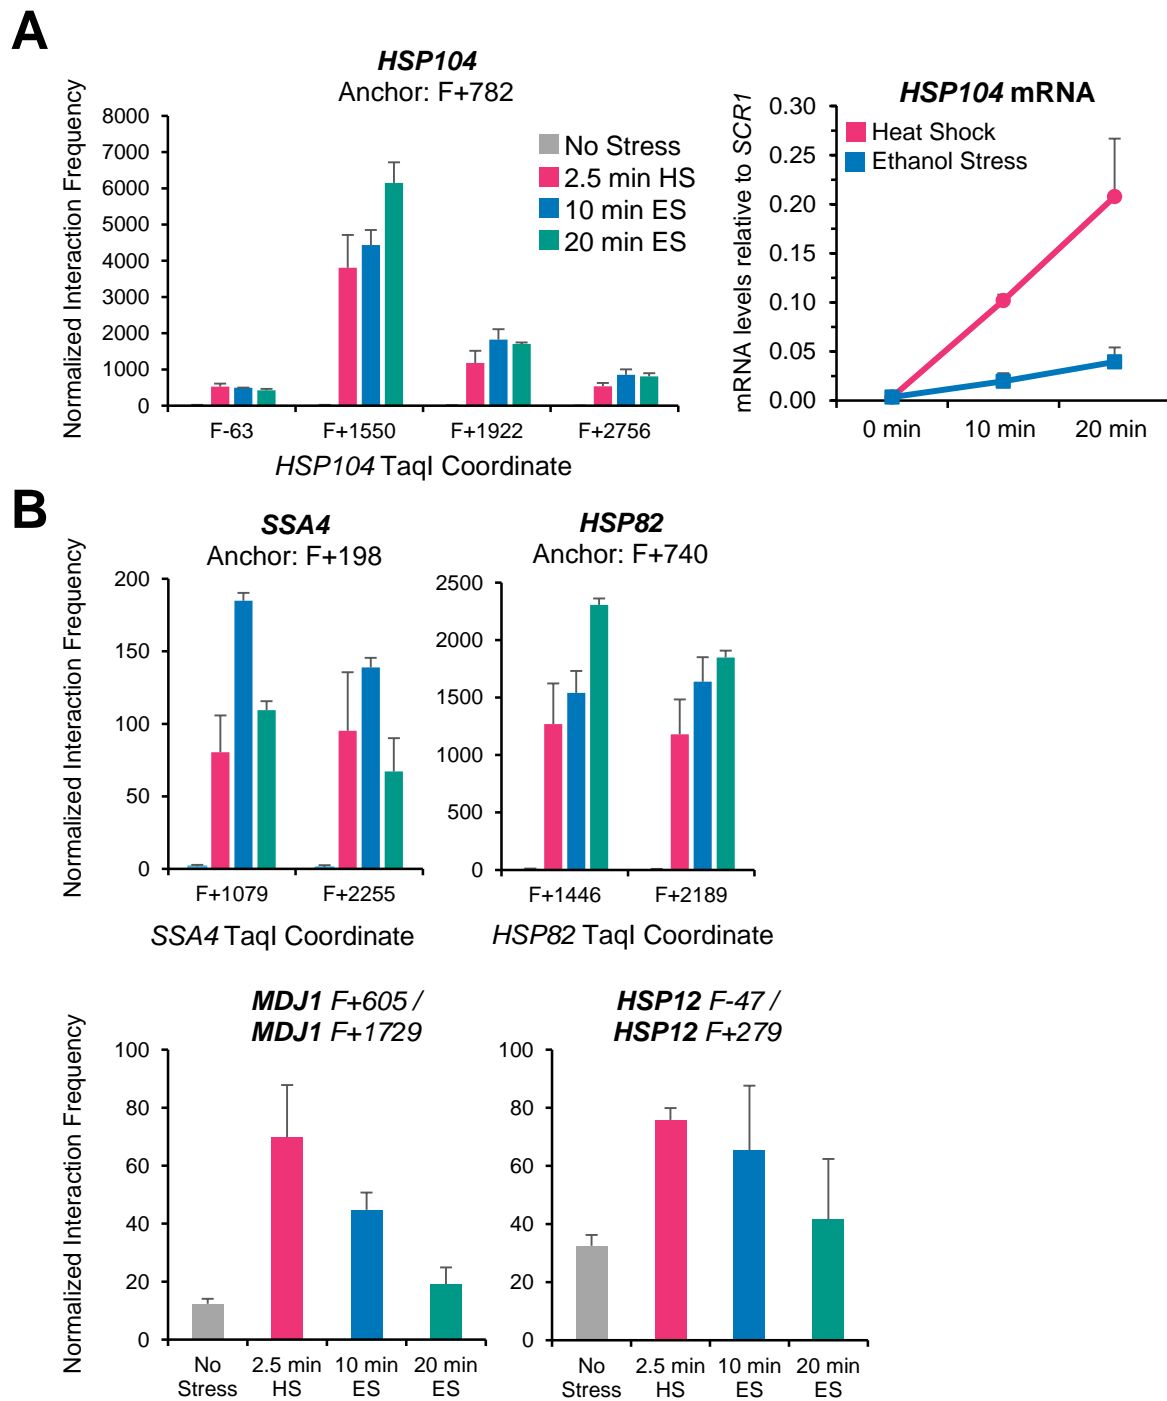 A
HSP104
Anchor: F+782
Normalized Interaction Frequency
8000
7000
6000
5000
4000
3000
2000
1000
0
No Stress
2.5 min HS
10 min ES
20 min ES
F-63
F+1550
F+1922
F+2756
HSP104 TaqI Coordinate
HSP104 mRNA
mRNA levels relative to SCR1
0.30
0.25
0.20
0.15
0.10
0.05
0.00
Heat Shock
Ethanol Stress
0 min
10 min
20 min
B
SSA4
Anchor: F+198
Normalized Interaction Frequency
200
150
100
50
0
F+1079
F+2255
SSA4 TaqI Coordinate
HSP82
Anchor: F+740
2500
2000
1500
1000
500
0
F+1446
F+2189
HSP82 TaqI Coordinate
MDJ1 F+605 /
MDJ1 F+1729
Normalized Interaction Frequency
100
80
60
40
20
0
No
Stress
2.5 min
HS
10 min
ES
20 min
ES
HSP12 F-47 /
HSP12 F+279
100
80
60
40
20
0
No
Stress
2.5 min
HS
10 min
ES
20 min
ES